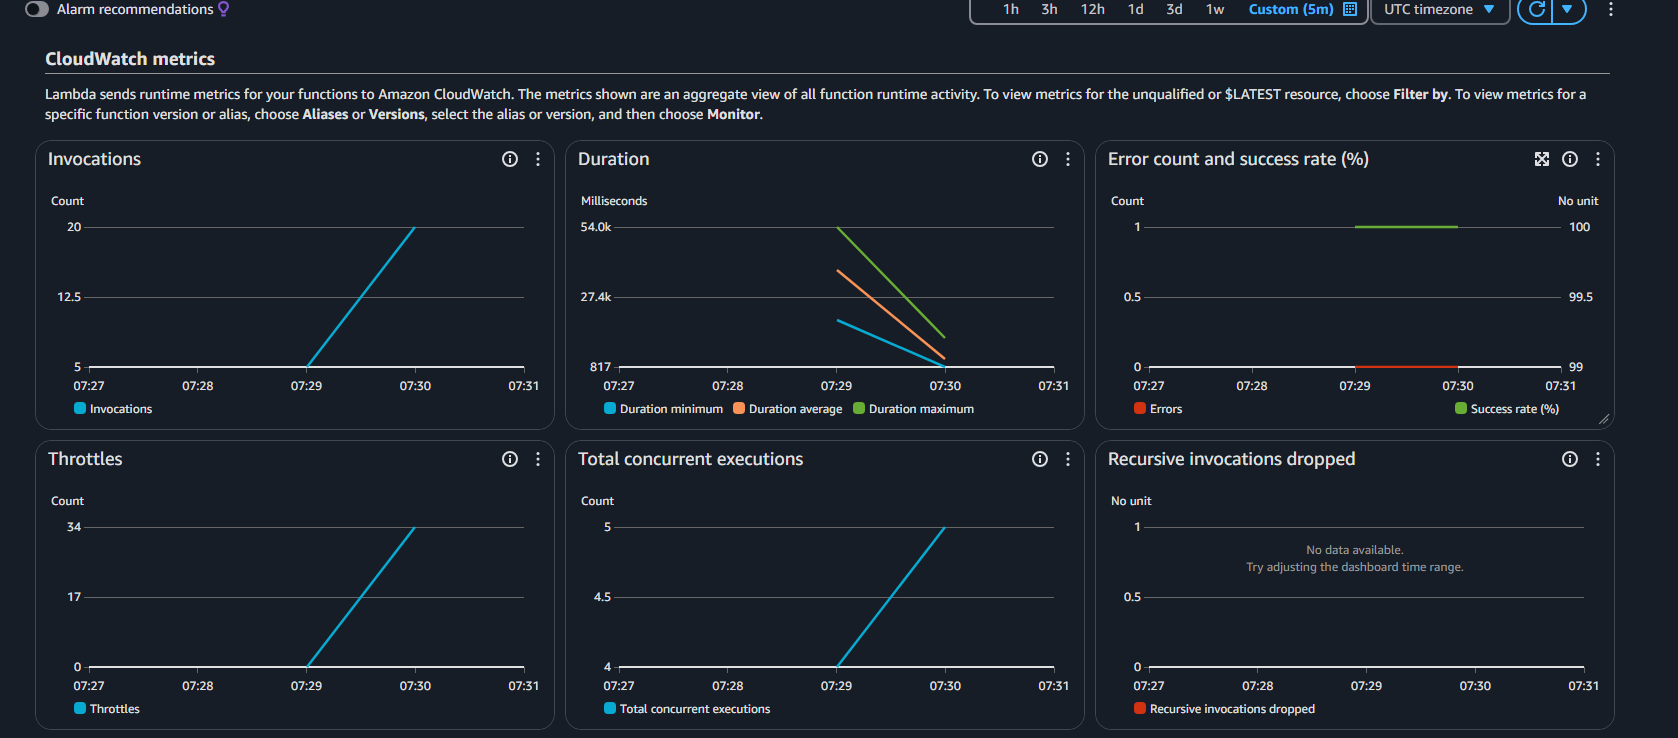 Alarm recommendations
1h 3h 12h 1d 3d 1w Custom (5m) UTC timezone
CloudWatch metrics
Lambda sends runtime metrics for your functions to Amazon CloudWatch. The metrics shown are an aggregate view of all function runtime activity. To view metrics for the unqualified or $LATEST resource, choose Filter by. To view metrics for a
specific function version or alias, choose Aliases or Versions, select the alias or version, and then choose Monitor.
Invocations
Count
20
12.5
5
07:27 07:28 07:29 07:30 07:31
Invocations
Duration
Milliseconds
54.0k
27.4k
817
07:27 07:28 07:29 07:30 07:31
Duration minimum Duration average Duration maximum
Error count and success rate (%)
Count No unit
1 100
0.5 99.5
0 99
07:27 07:28 07:29 07:30 07:31
Errors Success rate (%)
Throttles
Count
34
17
0
07:27 07:28 07:29 07:30 07:31
Throttles
Total concurrent executions
Count
5
4.5
4
07:27 07:28 07:29 07:30 07:31
Total concurrent executions
Recursive invocations dropped
No unit
1
No data available.
Try adjusting the dashboard time range.
0.5
0
07:27 07:28 07:29 07:30 07:31
Recursive invocations dropped